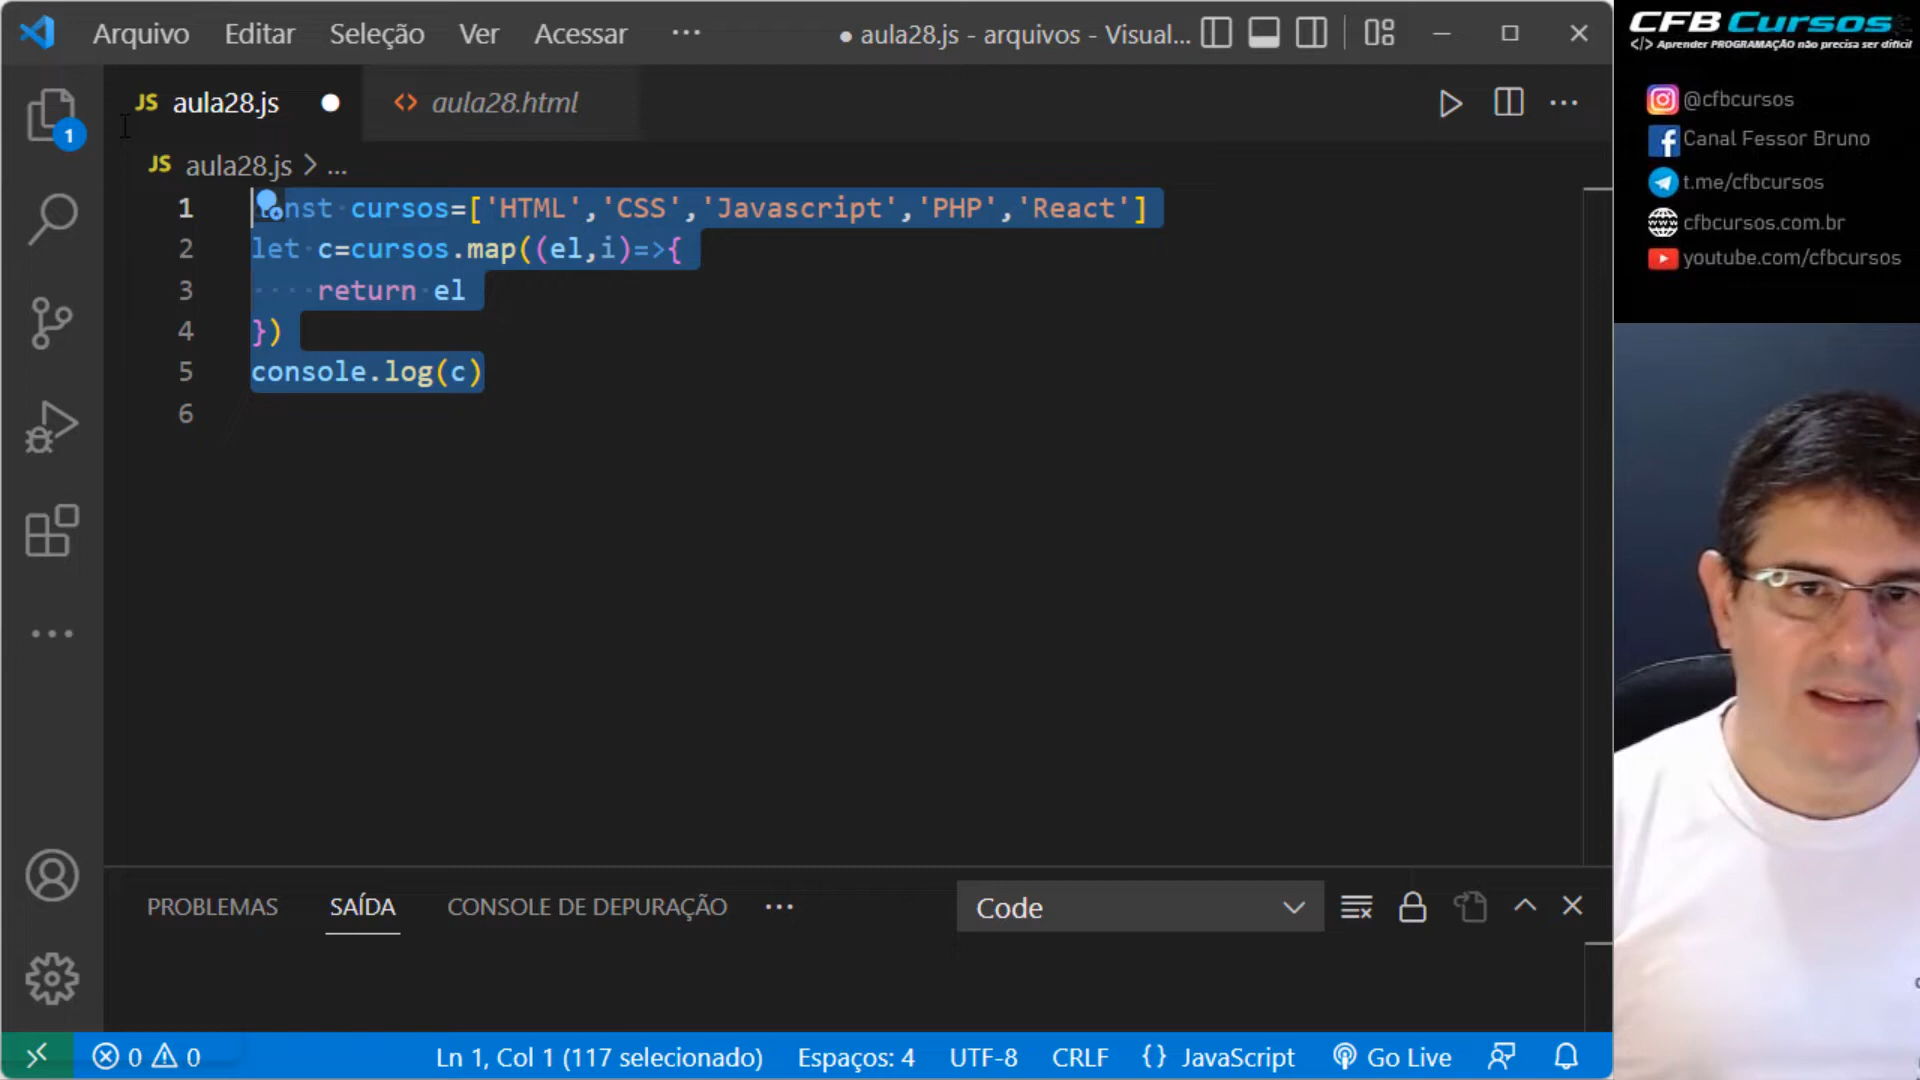 Arquivo Editar Seleção Ver Acessar ··· ● aula28.js - arquivos - Visual...
JS aula28.js ● <> aula28.html ···
1
JS aula28.js > ...
1 nst cursos=['HTML','CSS','Javascript','PHP','React']
2 let c=cursos.map((el,i)=>{
3 return el
4 })
5 console.log(c)
6
PROBLEMAS SAÍDA CONSOLE DE DEPURAÇÃO ··· Code
0 0 Ln 1, Col 1 (117 selecionado) Espaços: 4 UTF-8 CRLF {} JavaScript Go Live
CFB Cursos
</> Aprender PROGRAMAÇÃO não precisa ser difícil
@cfbcursos
Canal Fessor Bruno
t.me/cfbcursos
cfbcursos.com.br
youtube.com/cfbcursos